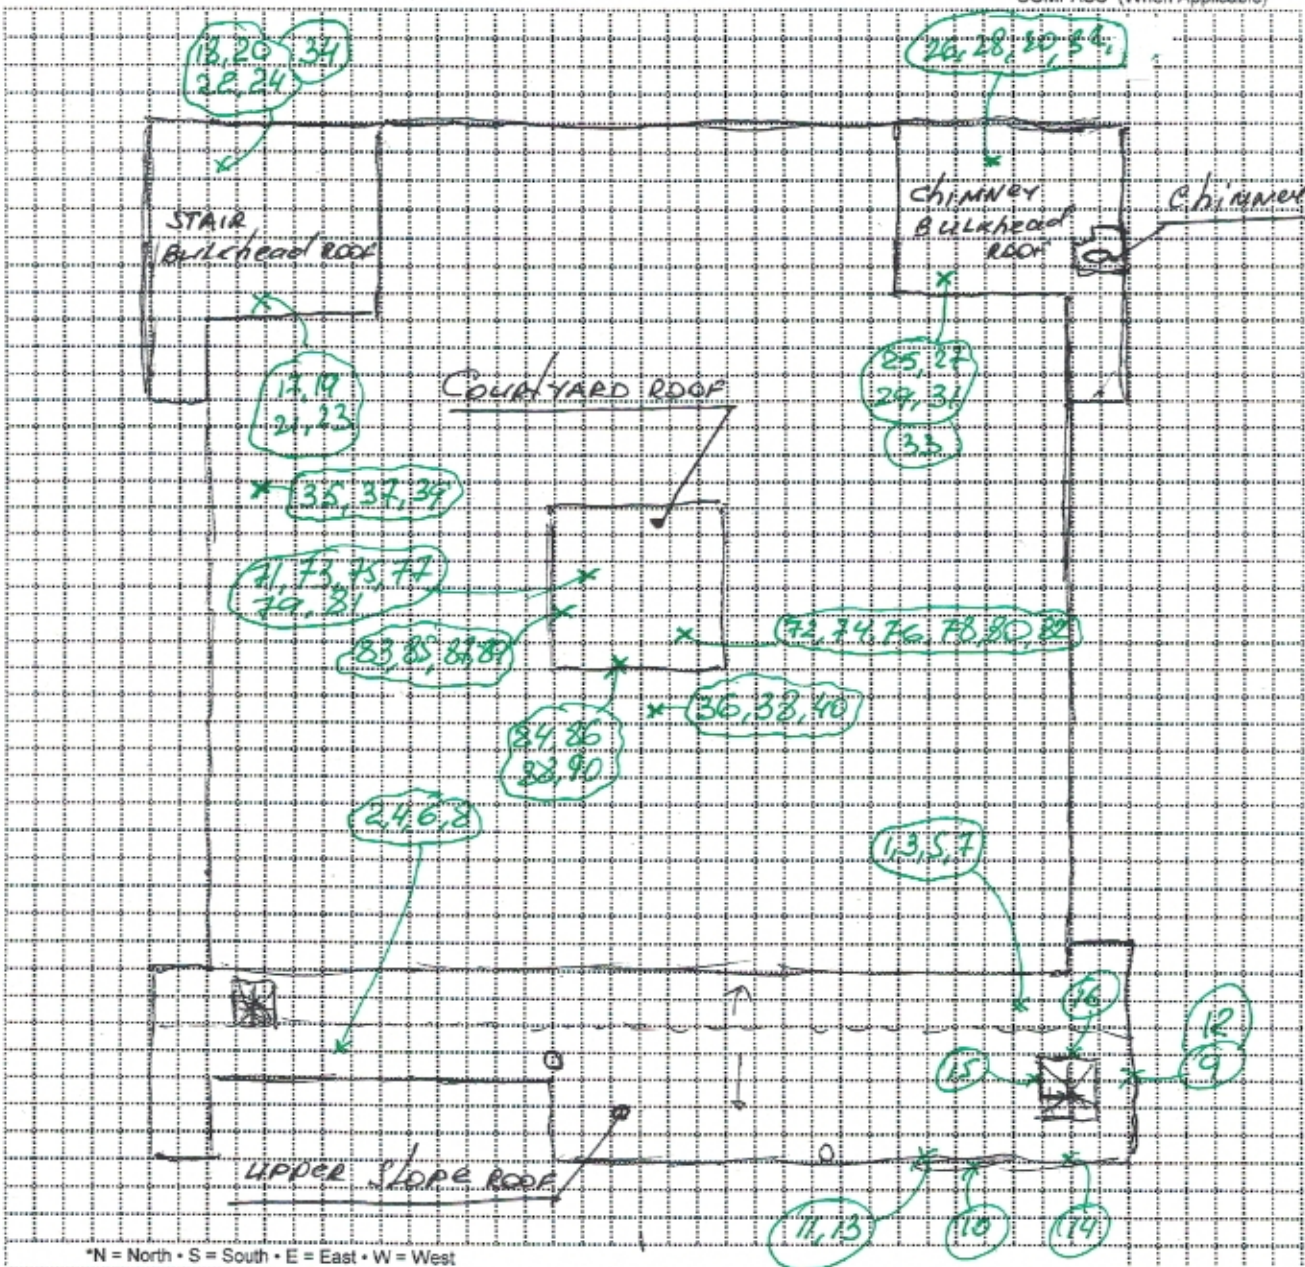 COMPASS (When Applicable)
18, 20, 34
22, 24
26, 28, 30, 32,
STAIR
Bulkhead ROOF
CHIMNEY
Bulkhead
ROOF
Chimney
17, 19
21, 23
25, 27
29, 31
33
COURTYARD ROOF
35, 37, 39
71, 73, 75, 77
79, 81
72, 74, 76, 78, 80, 82
83, 85, 87, 89
36, 38, 40
84, 86
88, 90
2, 4, 6, 8
1, 3, 5, 7
16
12
15
9
UPPER SLOPE ROOF
11, 13
10
14
*N = North • S = South • E = East • W = West